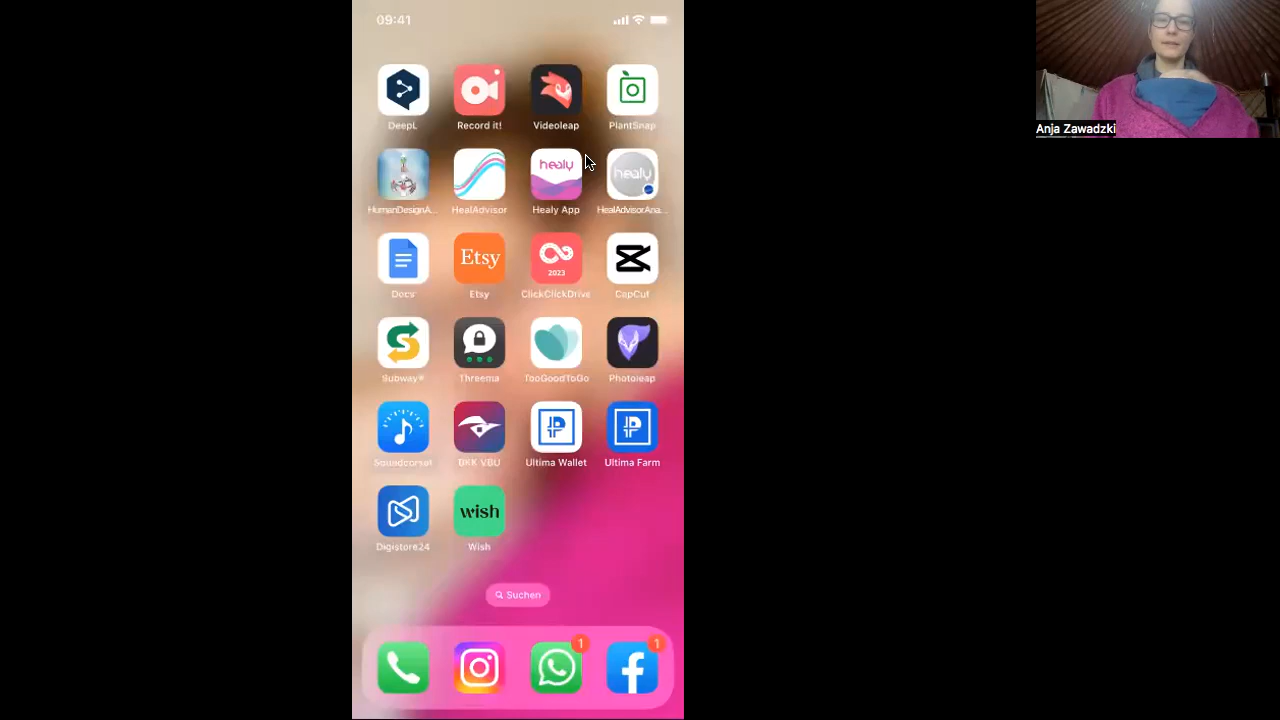 09:41
DeepL
Record it!
Videoleap
PlantSnap
healy
healy
HumanDesignA...
HealAdvisor
Healy App
HealAdvisorAna...
Etsy
2023
Docs
Etsy
ClickClickDrive
CapCut
Subway®
Threema
TooGoodToGo
Photoleap
Soundcorset
BKK VBU
Ultima Wallet
Ultima Farm
wish
Digistore24
Wish
Suchen
1
1
Anja Zawadzki